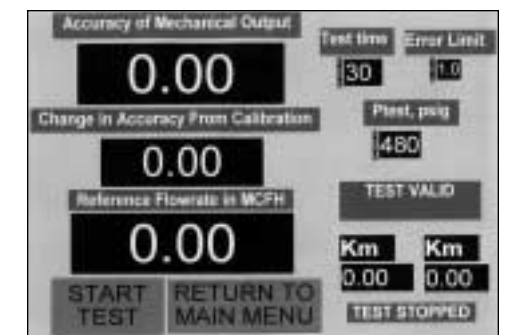 Accuracy of Mechanical Output
0.00
Change in Accuracy From Calibration
0.00
Reference Flowrate in MCFH
0.00
START TEST
RETURN TO MAIN MENU
Test time
30
Error Limit
1.0
Ptest, psig
480
TEST VALID
Km
0.00
Km
0.00
TEST STOPPED